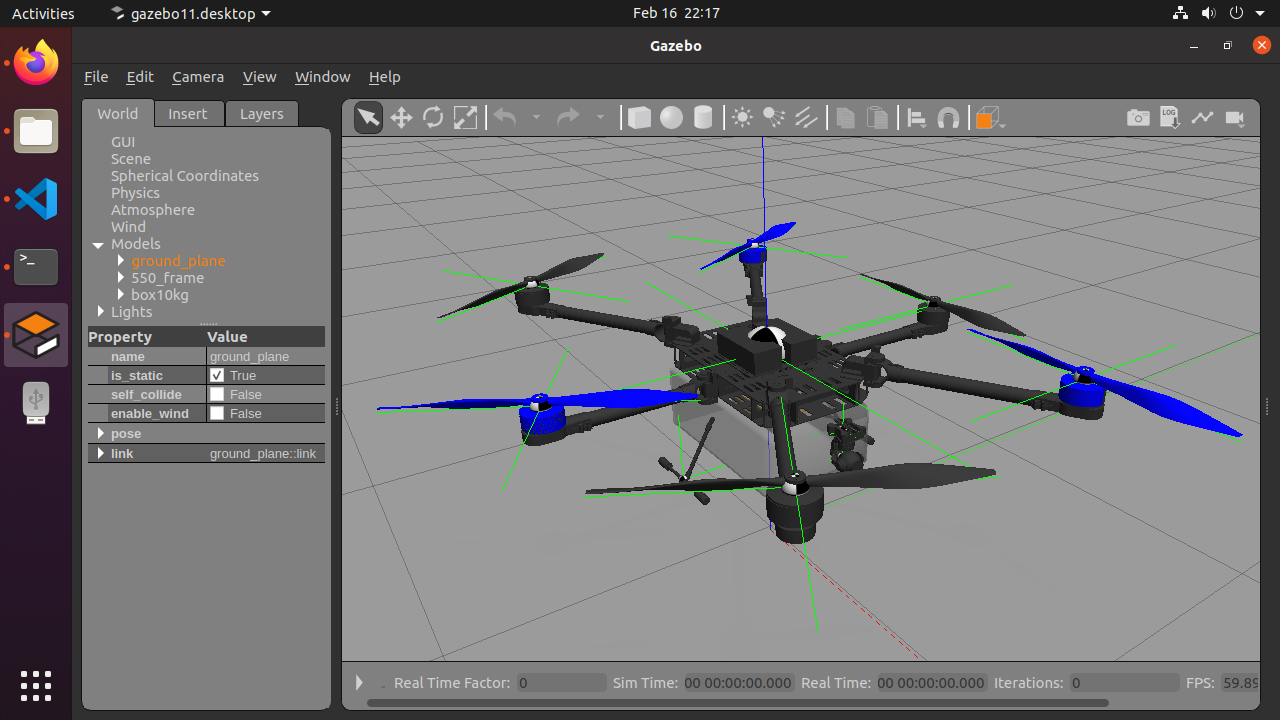 Activities gazebo11.desktop Feb 16 22:17
Gazebo
File Edit Camera View Window Help
World Insert Layers
LOG
GUI
Scene
Spherical Coordinates
Physics
Atmosphere
Wind
Models
ground_plane
550_frame
box10kg
Lights
Property Value
name ground_plane
is_static True
self_collide False
enable_wind False
pose
link ground_plane::link
>_
Real Time Factor: 0 Sim Time: 00 00:00:00.000 Real Time: 00 00:00:00.000 Iterations: 0 FPS: 59.89